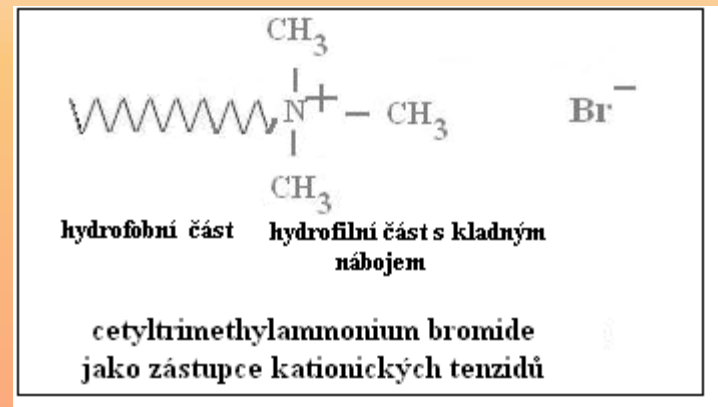 CH3
N+ – CH3 Br–
CH3
hydrofobní část hydrofilní část s kladným
nábojem
cetyltrimethylammonium bromide
jako zástupce kationických tenzidů